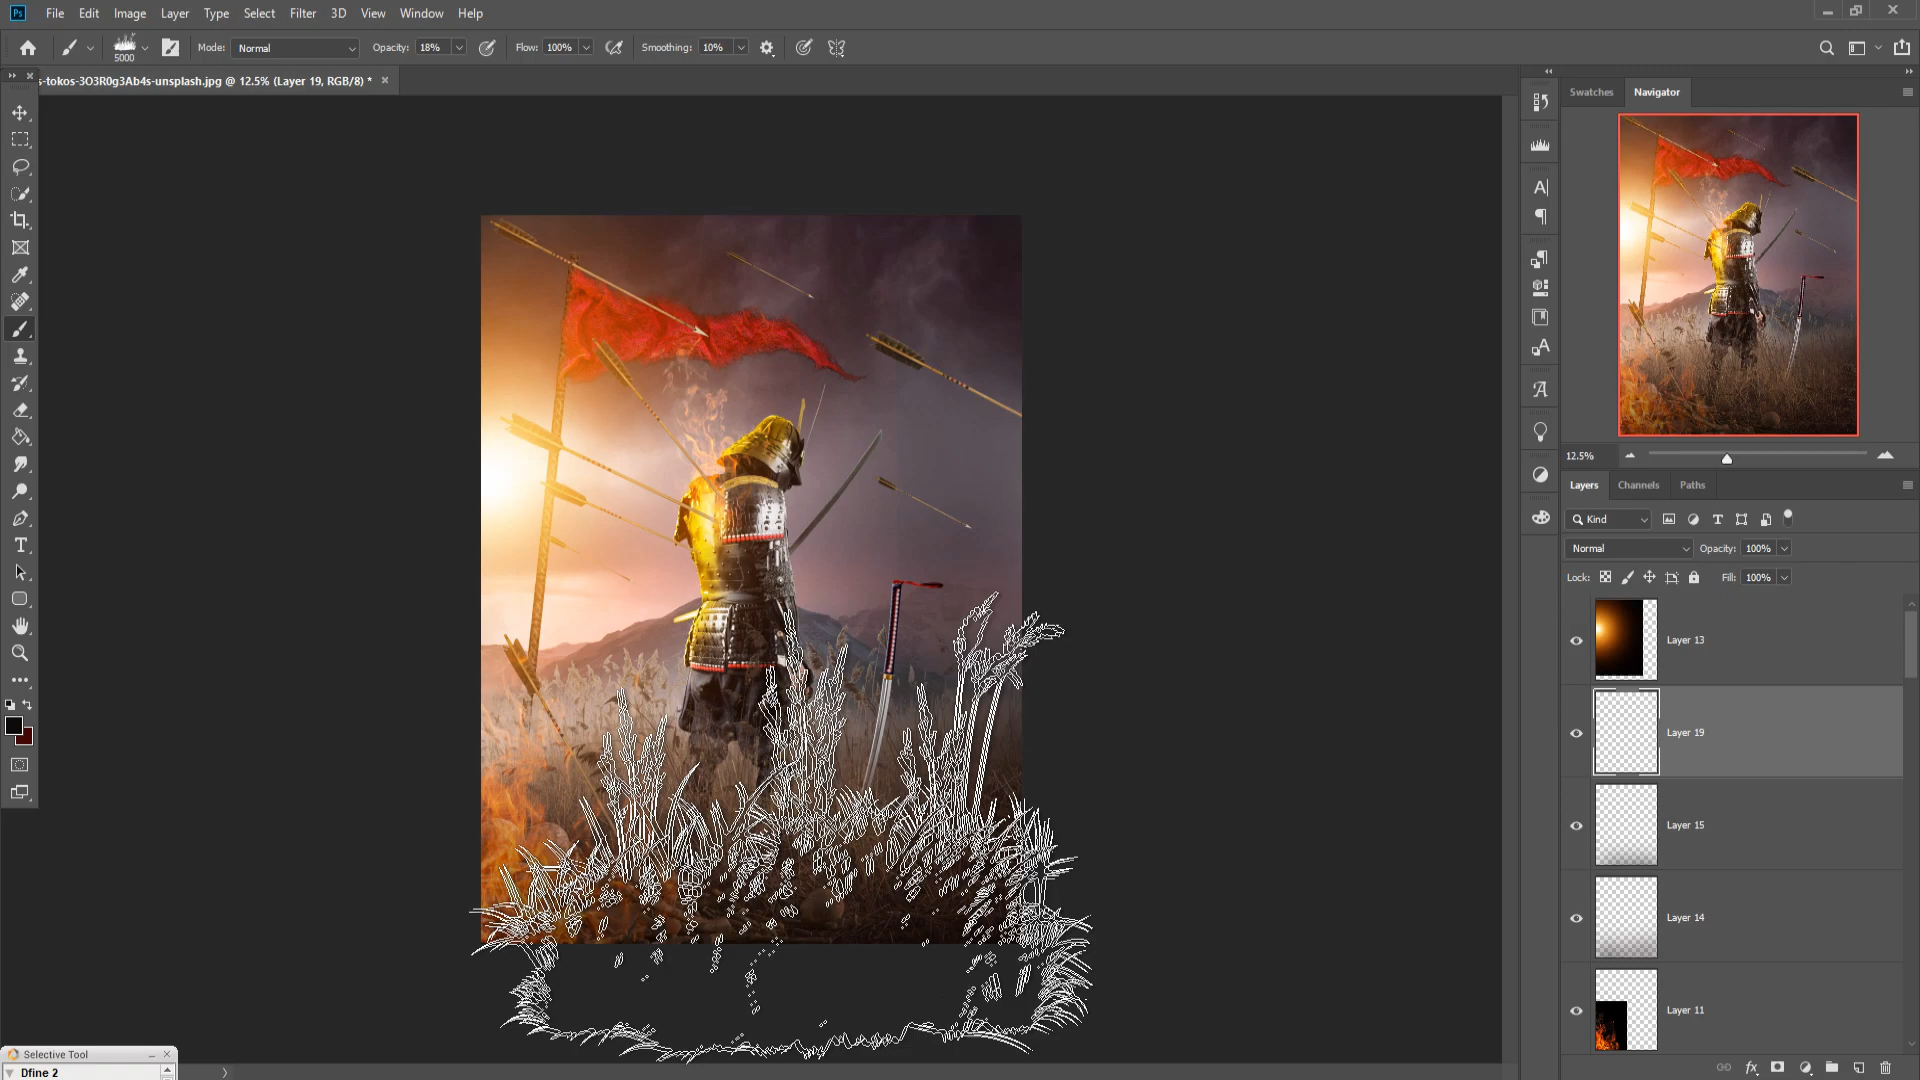 Ps File Edit Image Layer Type Select Filter 3D View Window Help
5000 Mode: Normal Opacity: 18% Flow: 100% Smoothing: 10%
s-tokos-3O3R0g3Ab4s-unsplash.jpg @ 12.5% (Layer 19, RGB/8) *
Swatches Navigator
12.5%
Layers Channels Paths
Kind
Normal Opacity: 100%
Lock: Fill: 100%
Layer 13
Layer 19
Layer 15
Layer 14
Layer 11
Selective Tool
Dfine 2